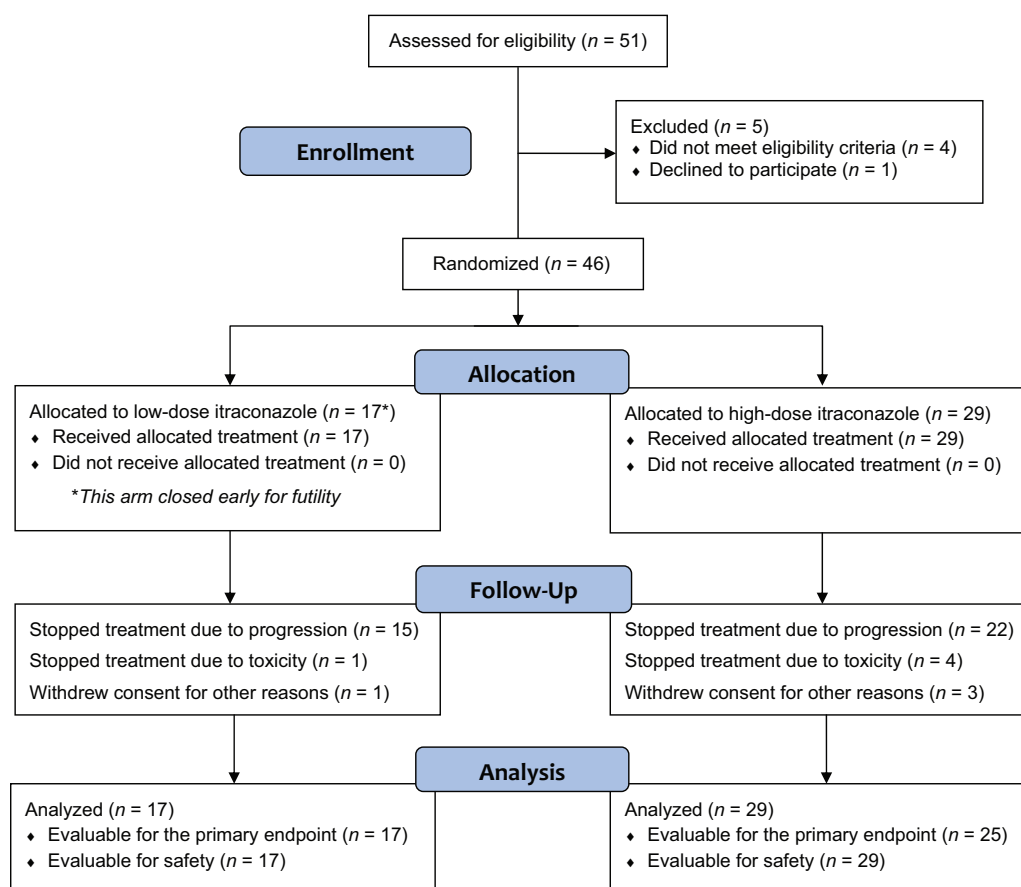 Assessed for eligibility (n = 51)
Enrollment
Excluded (n = 5)
♦ Did not meet eligibility criteria (n = 4)
♦ Declined to participate (n = 1)
Randomized (n = 46)
Allocation
Allocated to low-dose itraconazole (n = 17*)
♦ Received allocated treatment (n = 17)
♦ Did not receive allocated treatment (n = 0)
*This arm closed early for futility
Allocated to high-dose itraconazole (n = 29)
♦ Received allocated treatment (n = 29)
♦ Did not receive allocated treatment (n = 0)
Follow-Up
Stopped treatment due to progression (n = 15)
Stopped treatment due to toxicity (n = 1)
Withdrew consent for other reasons (n = 1)
Stopped treatment due to progression (n = 22)
Stopped treatment due to toxicity (n = 4)
Withdrew consent for other reasons (n = 3)
Analysis
Analyzed (n = 17)
♦ Evaluable for the primary endpoint (n = 17)
♦ Evaluable for safety (n = 17)
Analyzed (n = 29)
♦ Evaluable for the primary endpoint (n = 25)
♦ Evaluable for safety (n = 29)